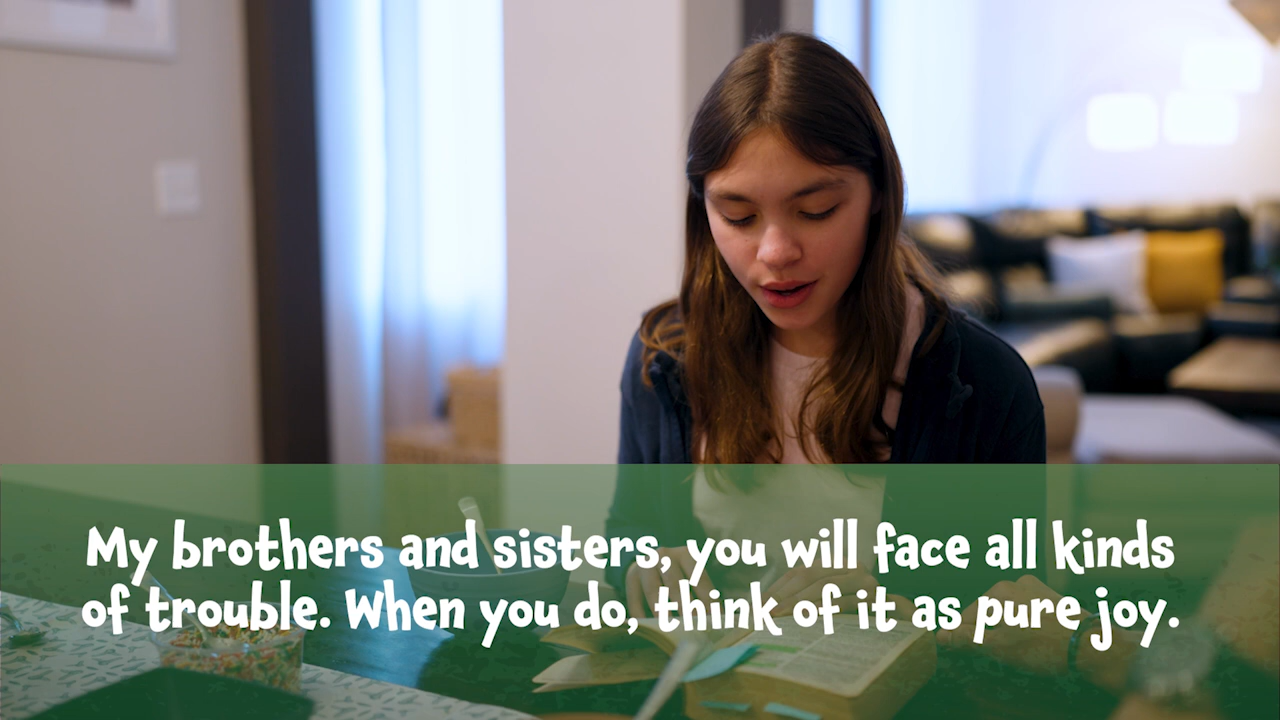 My brothers and sisters, you will face all kinds
of trouble. When you do, think of it as pure joy.